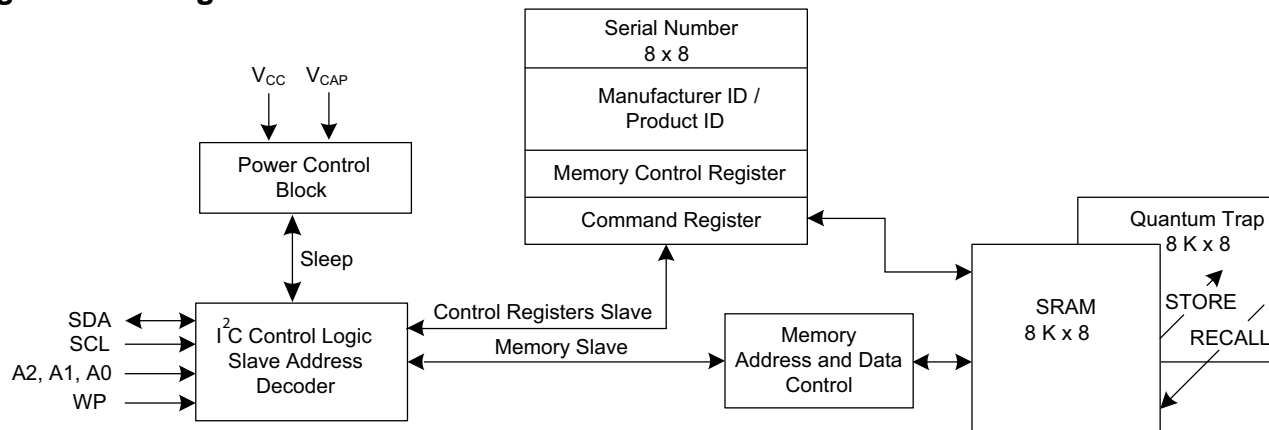 Serial Number
8 x 8
Manufacturer ID /
Product ID
Memory Control Register
Command Register
VCC VCAP
Power Control
Block
Sleep
Quantum Trap
8 K x 8
SRAM
8 K x 8
STORE
RECALL
Control Registers Slave
Memory Slave
Memory
Address and Data
Control
SDA
SCL
A2, A1, A0
WP
I2C Control Logic
Slave Address
Decoder